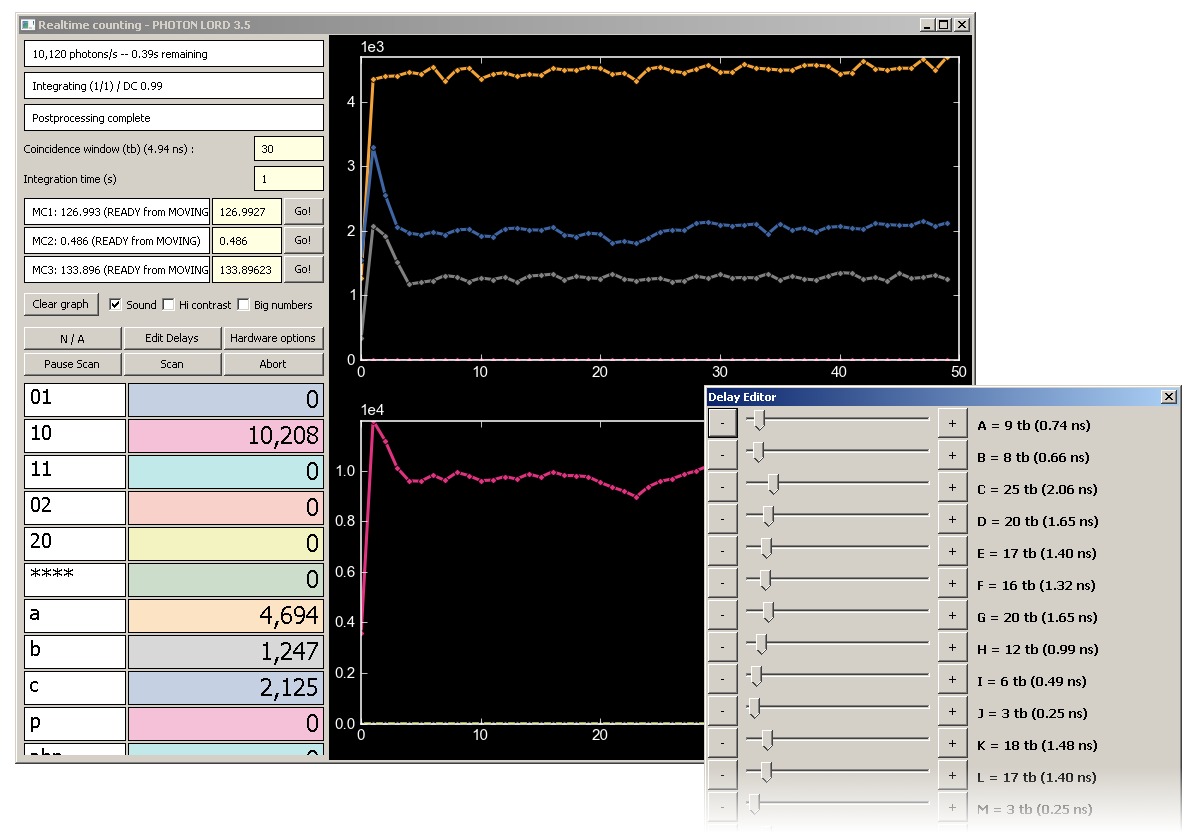 Realtime counting - PHOTON LORD 3.5
10,120 photons/s -- 0.39s remaining
Integrating (1/1) / DC 0.99
Postprocessing complete
Coincidence window (tb) (4.94 ns) : 30
Integration time (s) 1
MC1: 126.993 (READY from MOVING 126.9927 Go!
MC2: 0.486 (READY from MOVING) 0.486 Go!
MC3: 133.896 (READY from MOVING 133.89623 Go!
Clear graph Sound Hi contrast Big numbers
N / A Edit Delays Hardware options
Pause Scan Scan Abort
01 0
10 10,208
11 0
02 0
20 0
**** 0
a 4,694
b 1,247
c 2,125
p 0
1e3
4
3
2
1
0
0 10 20 30 40 50
1e4
1.0
0.8
0.6
0.4
0.2
0.0
0 10 20
Delay Editor
- + A = 9 tb (0.74 ns)
- + B = 8 tb (0.66 ns)
- + C = 25 tb (2.06 ns)
- + D = 20 tb (1.65 ns)
- + E = 17 tb (1.40 ns)
- + F = 16 tb (1.32 ns)
- + G = 20 tb (1.65 ns)
- + H = 12 tb (0.99 ns)
- + I = 6 tb (0.49 ns)
- + J = 3 tb (0.25 ns)
- + K = 18 tb (1.48 ns)
- + L = 17 tb (1.40 ns)
- + M = 3 tb (0.25 ns)